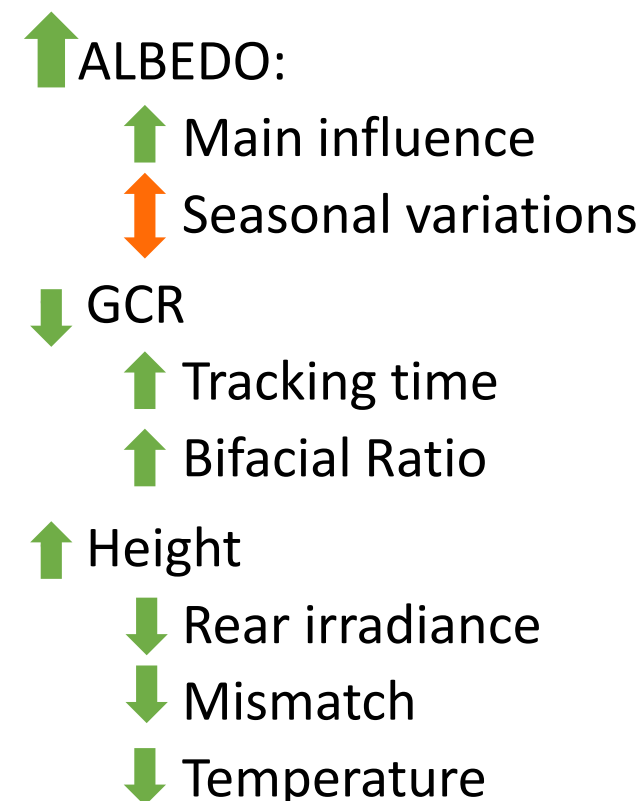 ALBEDO:
Main influence
Seasonal variations
GCR
Tracking time
Bifacial Ratio
Height
Rear irradiance
Mismatch
Temperature